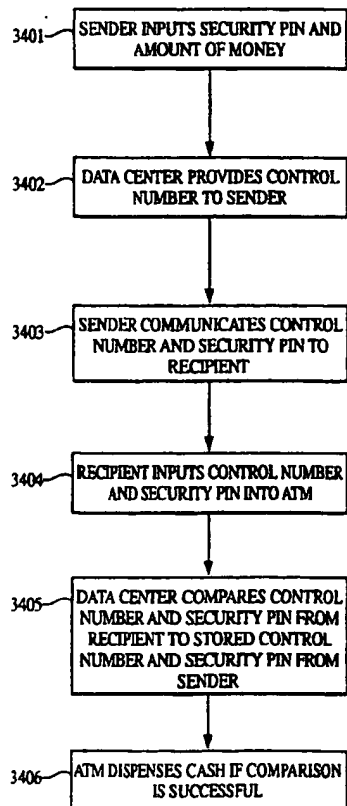 3401
SENDER INPUTS SECURITY PIN AND
AMOUNT OF MONEY
3402
DATA CENTER PROVIDES CONTROL
NUMBER TO SENDER
3403
SENDER COMMUNICATES CONTROL
NUMBER AND SECURITY PIN TO
RECIPIENT
3404
RECIPIENT INPUTS CONTROL NUMBER
AND SECURITY PIN INTO ATM
3405
DATA CENTER COMPARES CONTROL
NUMBER AND SECURITY PIN FROM
RECIPIENT TO STORED CONTROL
NUMBER AND SECURITY PIN FROM
SENDER
3406
ATM DISPENSES CASH IF COMPARISON
IS SUCCESSFUL